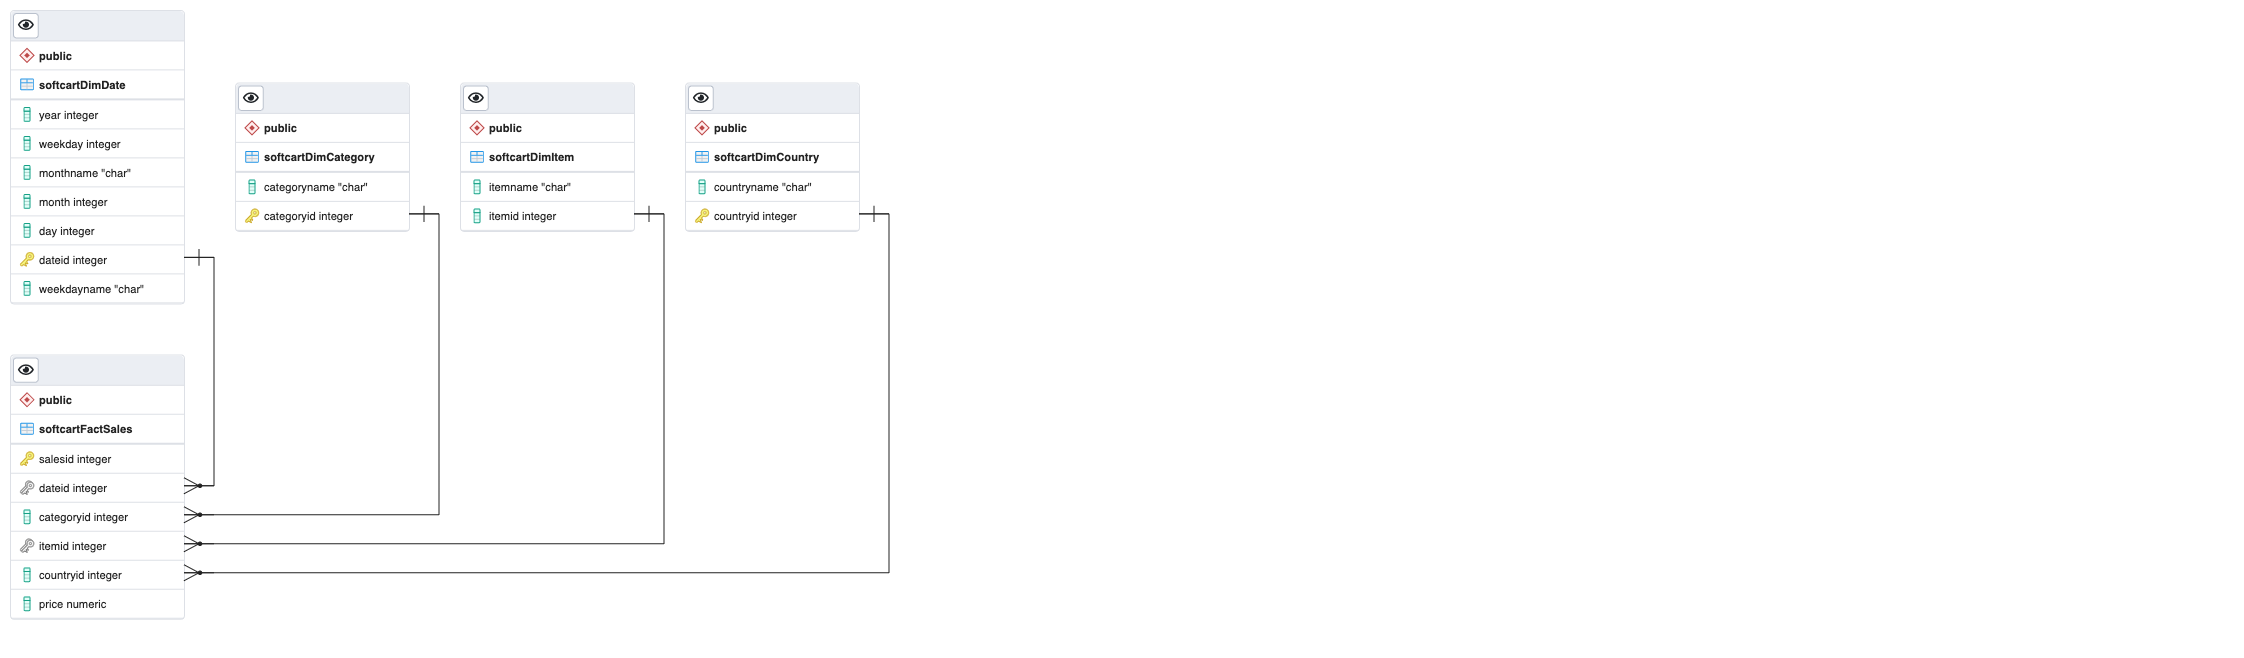 public
softcartDimDate
year integer
weekday integer
monthname "char"
month integer
day integer
dateid integer
weekdayname "char"
public
softcartDimCategory
categoryname "char"
categoryid integer
public
softcartDimItem
itemname "char"
itemid integer
public
softcartDimCountry
countryname "char"
countryid integer
public
softcartFactSales
salesid integer
dateid integer
categoryid integer
itemid integer
countryid integer
price numeric